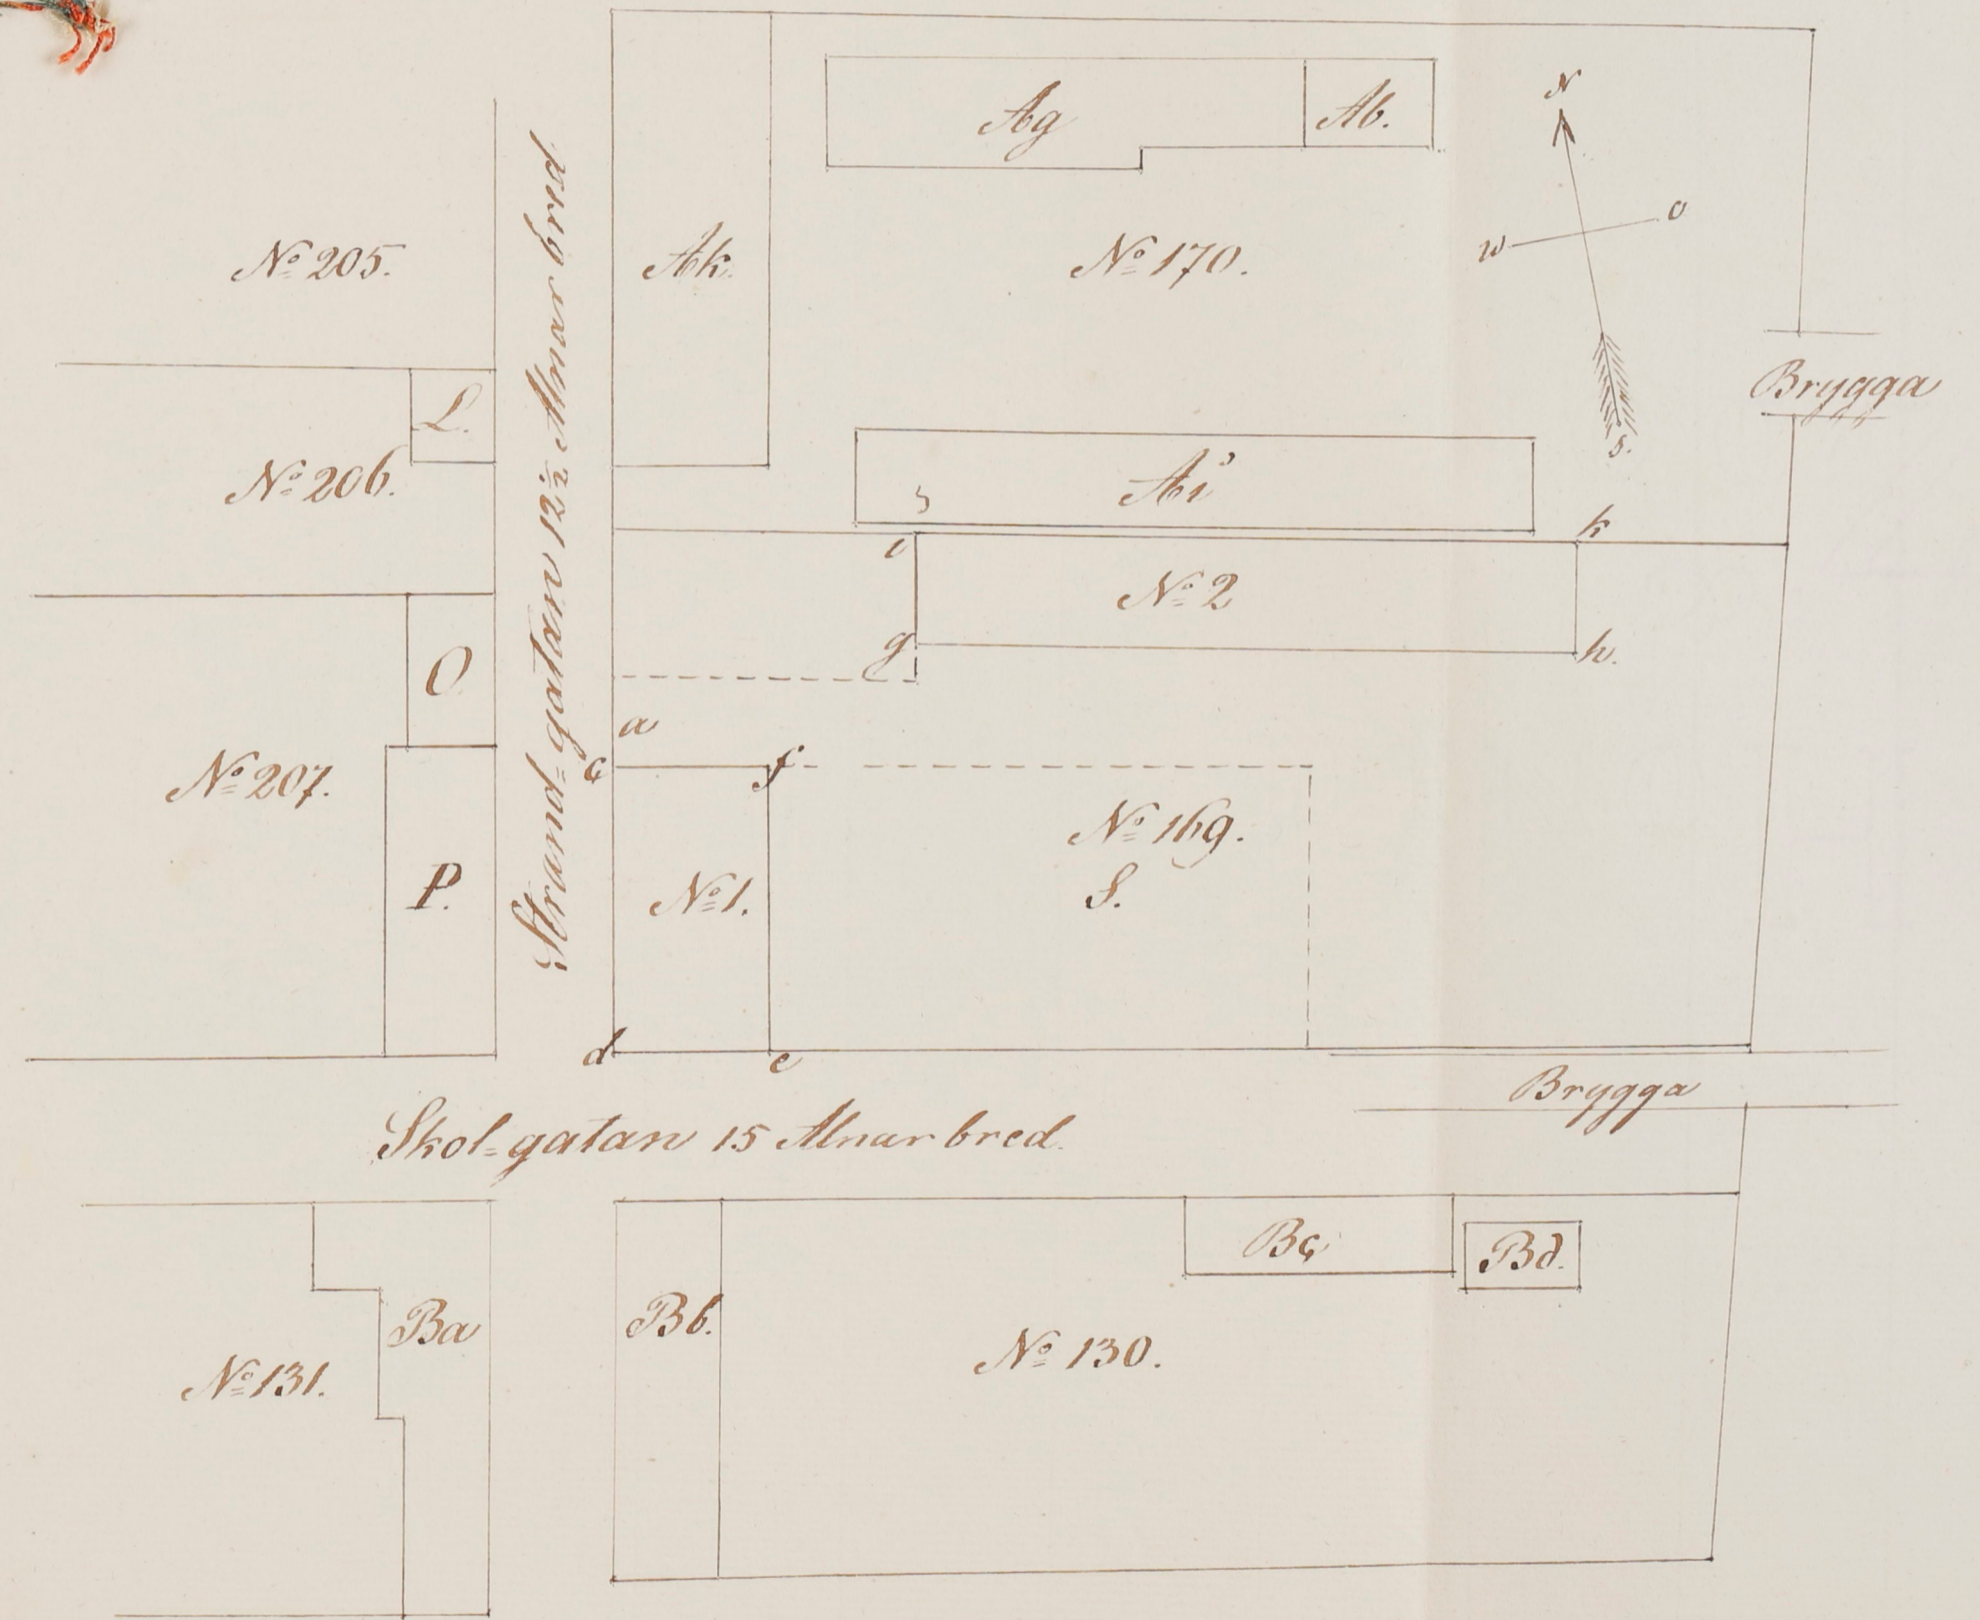 N
Ag
Ab.
O
W
Nº 205.
Ak.
Nº 170.
Brygga
L.
S.
Nº 206.
Ai
k
i
Nº 2
g
h.
O
a
Strand=gatan 12½ Alnar bred
c
f
Nº 207.
Nº 169.
S.
P.
Nº 1.
d
e
Brygga
Skol=gatan 15 Alnar bred.
Bc
Bd.
Ba
Bb.
Nº 130.
Nº 131.